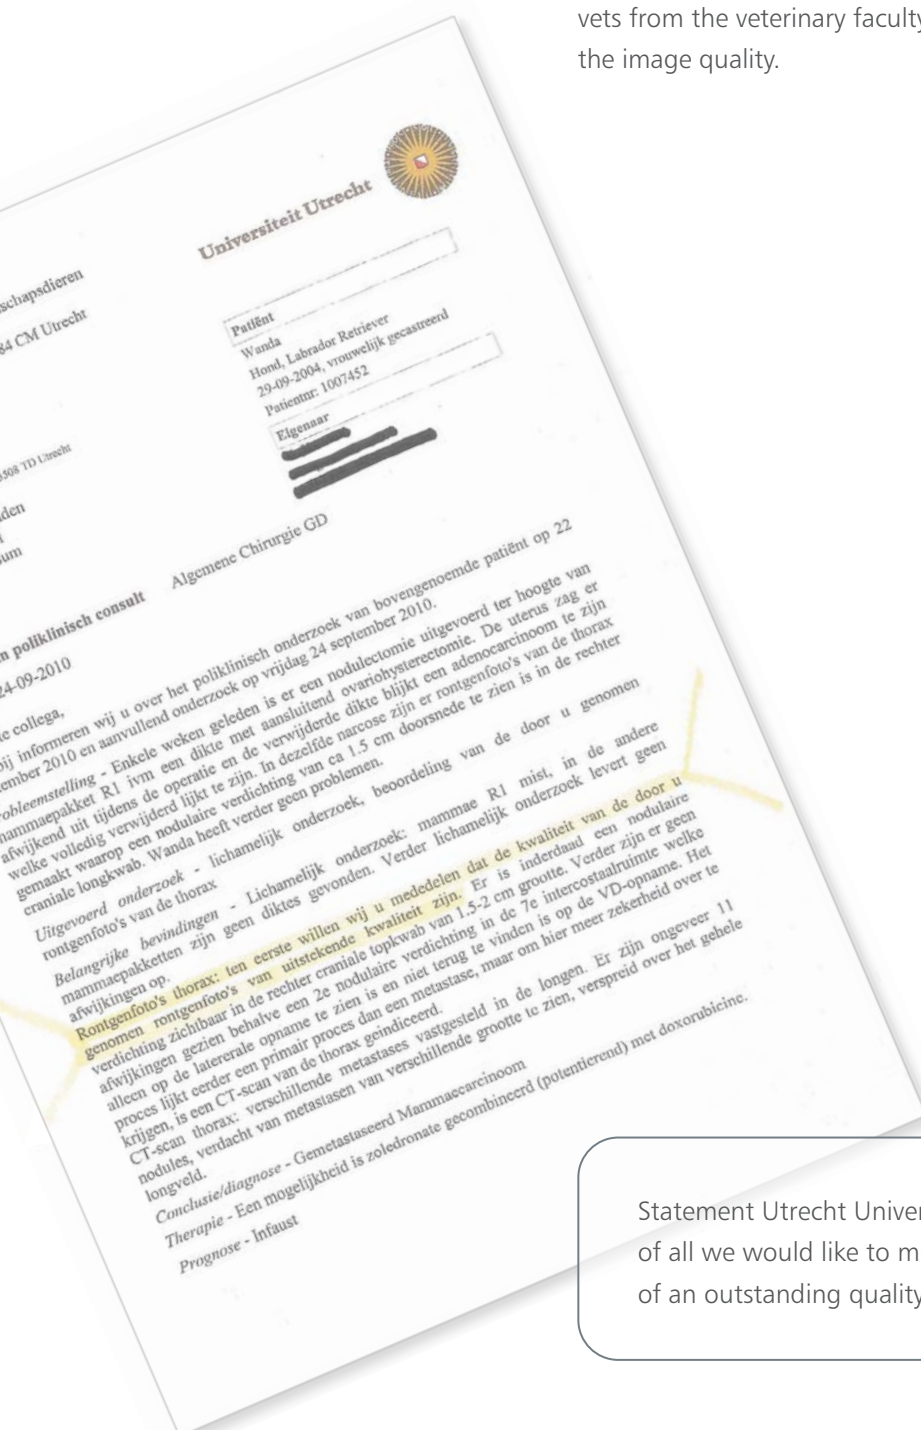 vets from the veterinary faculty
the image quality.
Universiteit Utrecht
schapsdieren
84 CM Utrecht
3508 TD Utrecht
Patiënt
Wanda
Hond, Labrador Retriever
29-09-2004, vrouwelijk gecastreerd
Patientnr: 1007452
Eigenaar
Algemene Chirurgie GD
n poliklinisch consult
24-09-2010
te collega,
bij informeren wij u over het poliklinisch onderzoek van bovengenoemde patiënt op 22
tember 2010 en aanvullend onderzoek op vrijdag 24 september 2010.
obleemstelling - Enkele weken geleden is er een nodulectomie uitgevoerd ter hoogte van
mammaepakket R1 ivm een dikte met aansluitend ovariohysterectomie. De uterus zag er
afwijkend uit tijdens de operatie en de verwijderde dikte blijkt een adenocarcinoom te zijn
welke volledig verwijderd lijkt te zijn. In dezelfde narcose zijn er rontgenfoto's van de thorax
gemaakt waarop een nodulaire verdichting van ca 1.5 cm doorsnede te zien is in de rechter
craniale longkwab. Wanda heeft verder geen problemen.
Uitgevoerd onderzoek - lichamelijk onderzoek, beoordeling van de door u genomen
rontgenfoto's van de thorax
Belangrijke bevindingen - Lichamelijk onderzoek: mammae R1 mist, in de andere
mammaepakketten zijn geen diktes gevonden. Verder lichamelijk onderzoek levert geen
afwijkingen op.
Rontgenfoto's thorax: ten eerste willen wij u mededelen dat de kwaliteit van de door u
genomen rontgenfoto's van uitstekende kwaliteit zijn. Er is inderdaad een nodulaire
verdichting zichtbaar in de rechter craniale topkwab van 1.5-2 cm grootte. Verder zijn er geen
afwijkingen gezien behalve een 2e nodulaire verdichting in de 7e intercostaalruimte welke
alleen op de latererale opname te zien is en niet terug te vinden is op de VD-opname. Het
proces lijkt eerder een primair proces dan een metastase, maar om hier meer zekerheid over te
krijgen, is een CT-scan van de thorax geindiceerd.
CT-scan thorax: verschillende metastases vastgesteld in de longen. Er zijn ongeveer 11
nodules, verdacht van metastasen van verschillende grootte te zien, verspreid over het gehele
longveld.
Conclusie/diagnose - Gemetastaseerd Mammaecarcinoom
Therapie - Een mogelijkheid is zoledronate gecombineerd (potentierend) met doxorubicine.
Prognose - Infaust
Statement Utrecht Univer
of all we would like to m
of an outstanding quality